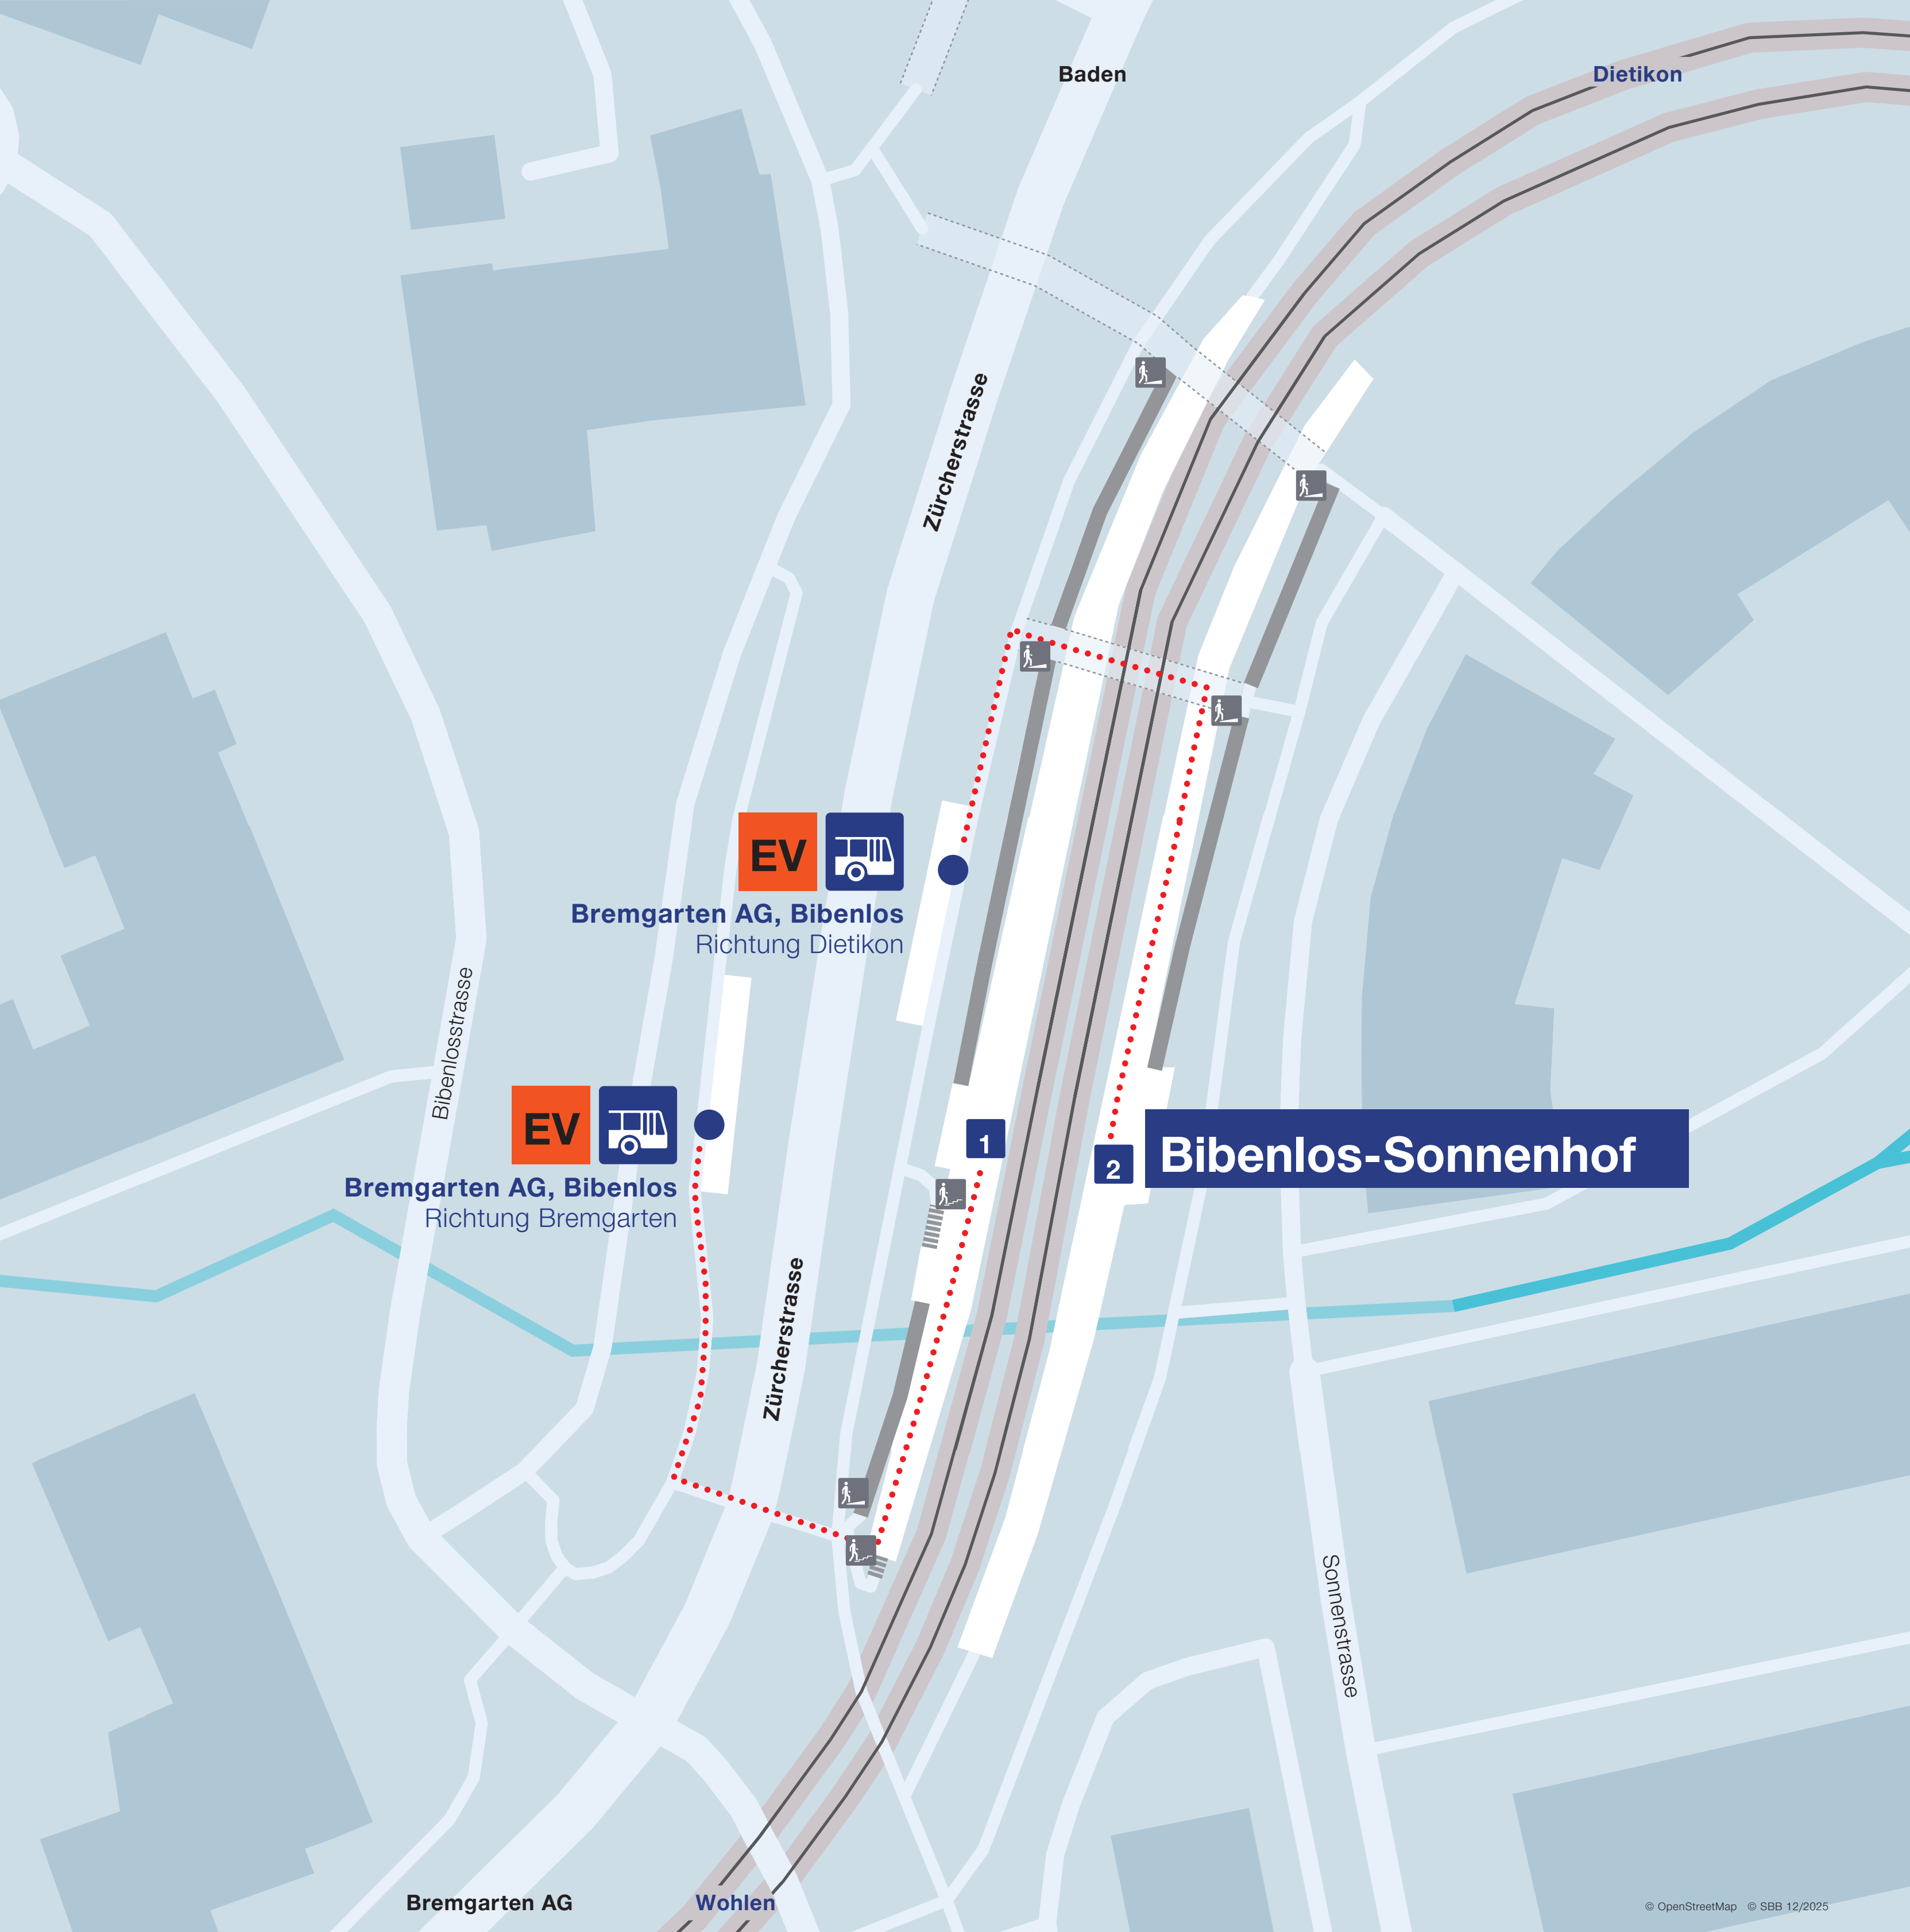 Baden
Dietikon
Zürcherstrasse
EV
Bremgarten AG, Bibenlos
Richtung Dietikon
Bibenlosstrasse
EV
Bremgarten AG, Bibenlos
Richtung Bremgarten
1
2
Bibenlos-Sonnenhof
Zürcherstrasse
Sonnenstrasse
Bremgarten AG
Wohlen
© OpenStreetMap © SBB 12/2025